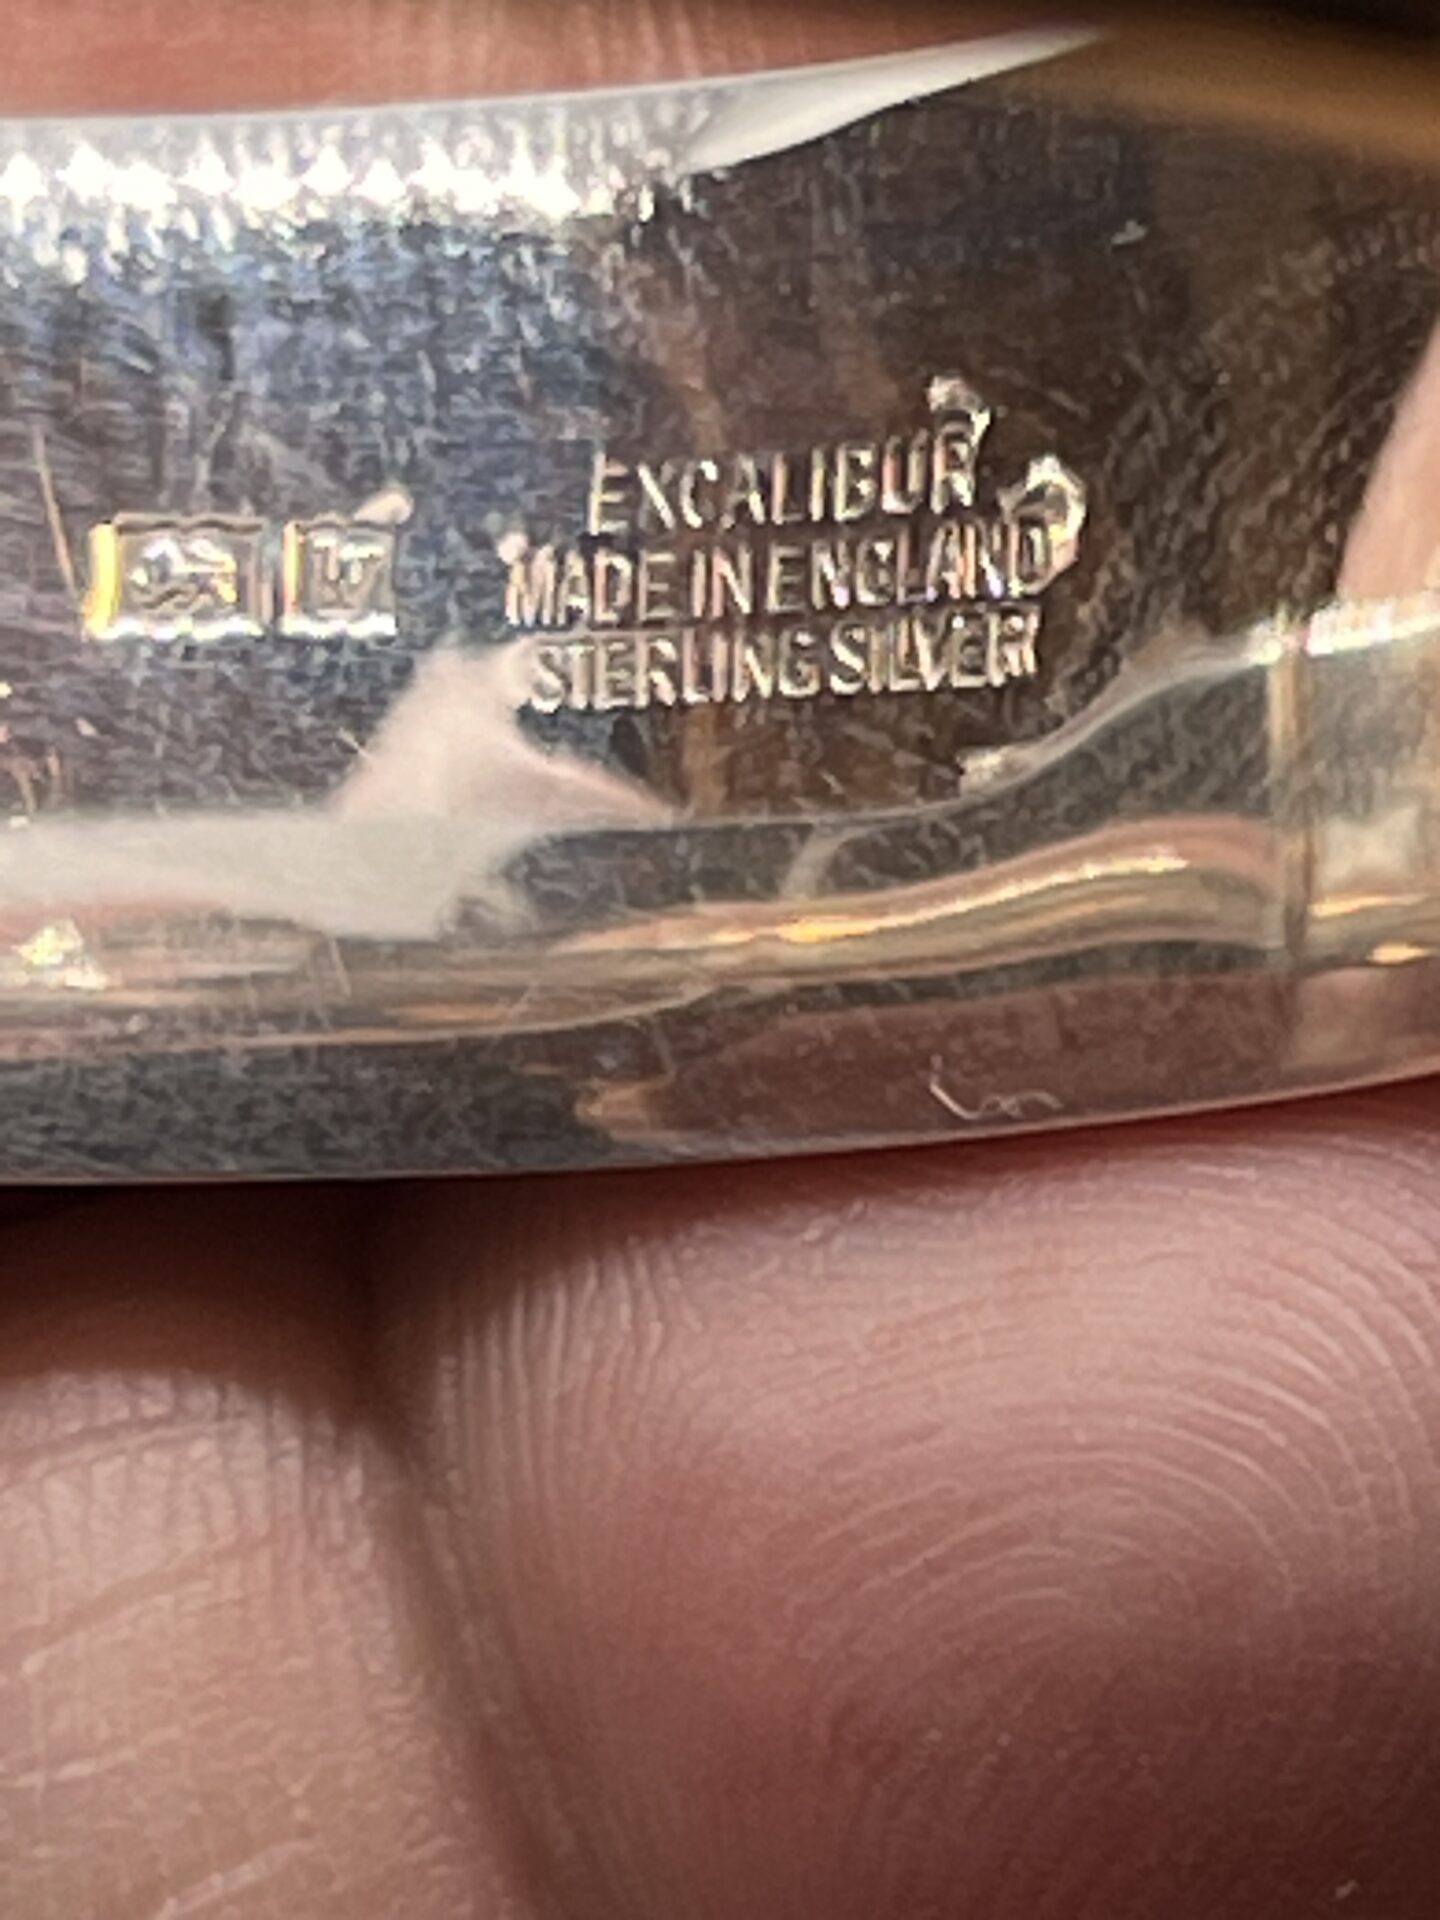 EXCALIBUR
MADE IN ENGLAND
STERLING SILVER